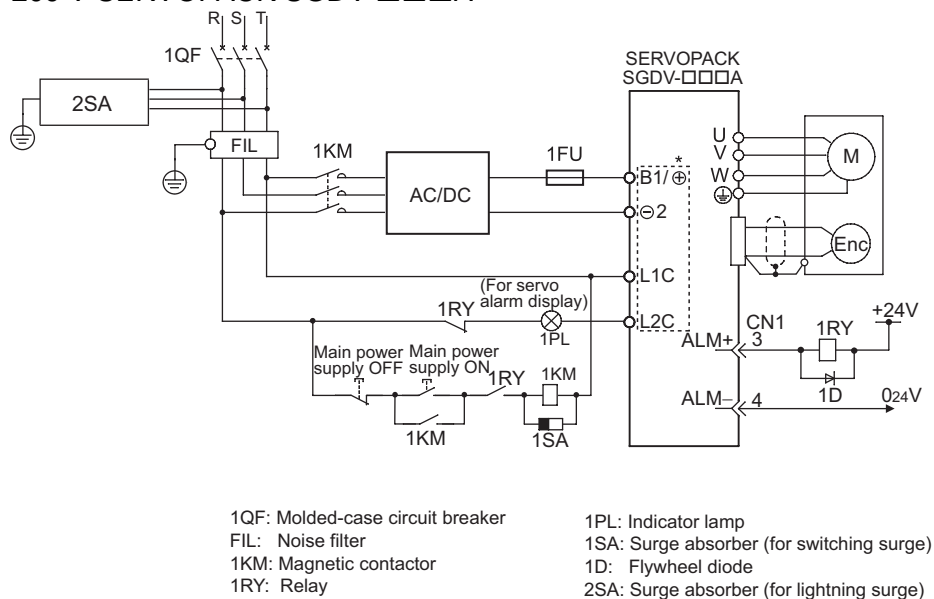 R S T
1QF
2SA
FIL
1KM
AC/DC
1FU
SERVOPACK
SGDV-□□□A
U
V
W
M
Enc
*
B1/⊕
⊖2
L1C
L2C
(For servo
alarm display)
1RY
1PL
Main power
supply OFF
Main power
supply ON
1RY
1KM
1KM
1SA
CN1
ALM+
3
1RY
+24V
1D
ALM–
4
024V
1QF: Molded-case circuit breaker
FIL: Noise filter
1KM: Magnetic contactor
1RY: Relay
1PL: Indicator lamp
1SA: Surge absorber (for switching surge)
1D: Flywheel diode
2SA: Surge absorber (for lightning surge)